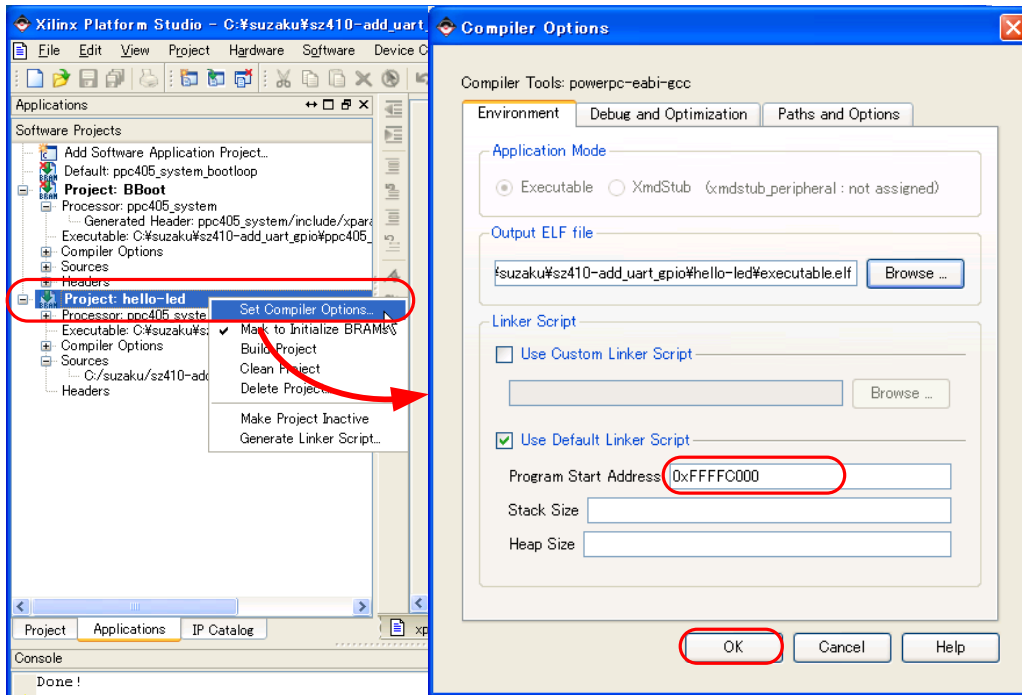 Xilinx Platform Studio - C:¥suzaku¥sz410-add_uart_
File Edit View Project Hardware Software Device C
Applications
Software Projects
Add Software Application Project...
Default: ppc405_system_bootloop
Project: BBoot
Processor: ppc405_system
Generated Header: ppc405_system/include/xpara
Executable: C:¥suzaku¥sz410-add_uart_gpio¥ppc405_
Compiler Options
Sources
Headers
Project: hello-led
Processor: ppc405_syste
Executable: C:¥suzaku¥sz
Compiler Options
Sources
C:/suzaku/sz410-add
Headers
Set Compiler Options...
Mark to Initialize BRAMs
Build Project
Clean Project
Delete Project...
Make Project Inactive
Generate Linker Script...
Project Applications IP Catalog
xp
Console
Done!
Compiler Options
Compiler Tools: powerpc-eabi-gcc
Environment Debug and Optimization Paths and Options
Application Mode
Executable XmdStub (xmdstub_peripheral : not assigned)
Output ELF file
¥suzaku¥sz410-add_uart_gpio¥hello-led¥executable.elf Browse ...
Linker Script
Use Custom Linker Script
Browse ...
Use Default Linker Script
Program Start Address 0xFFFFC000
Stack Size
Heap Size
OK Cancel Help